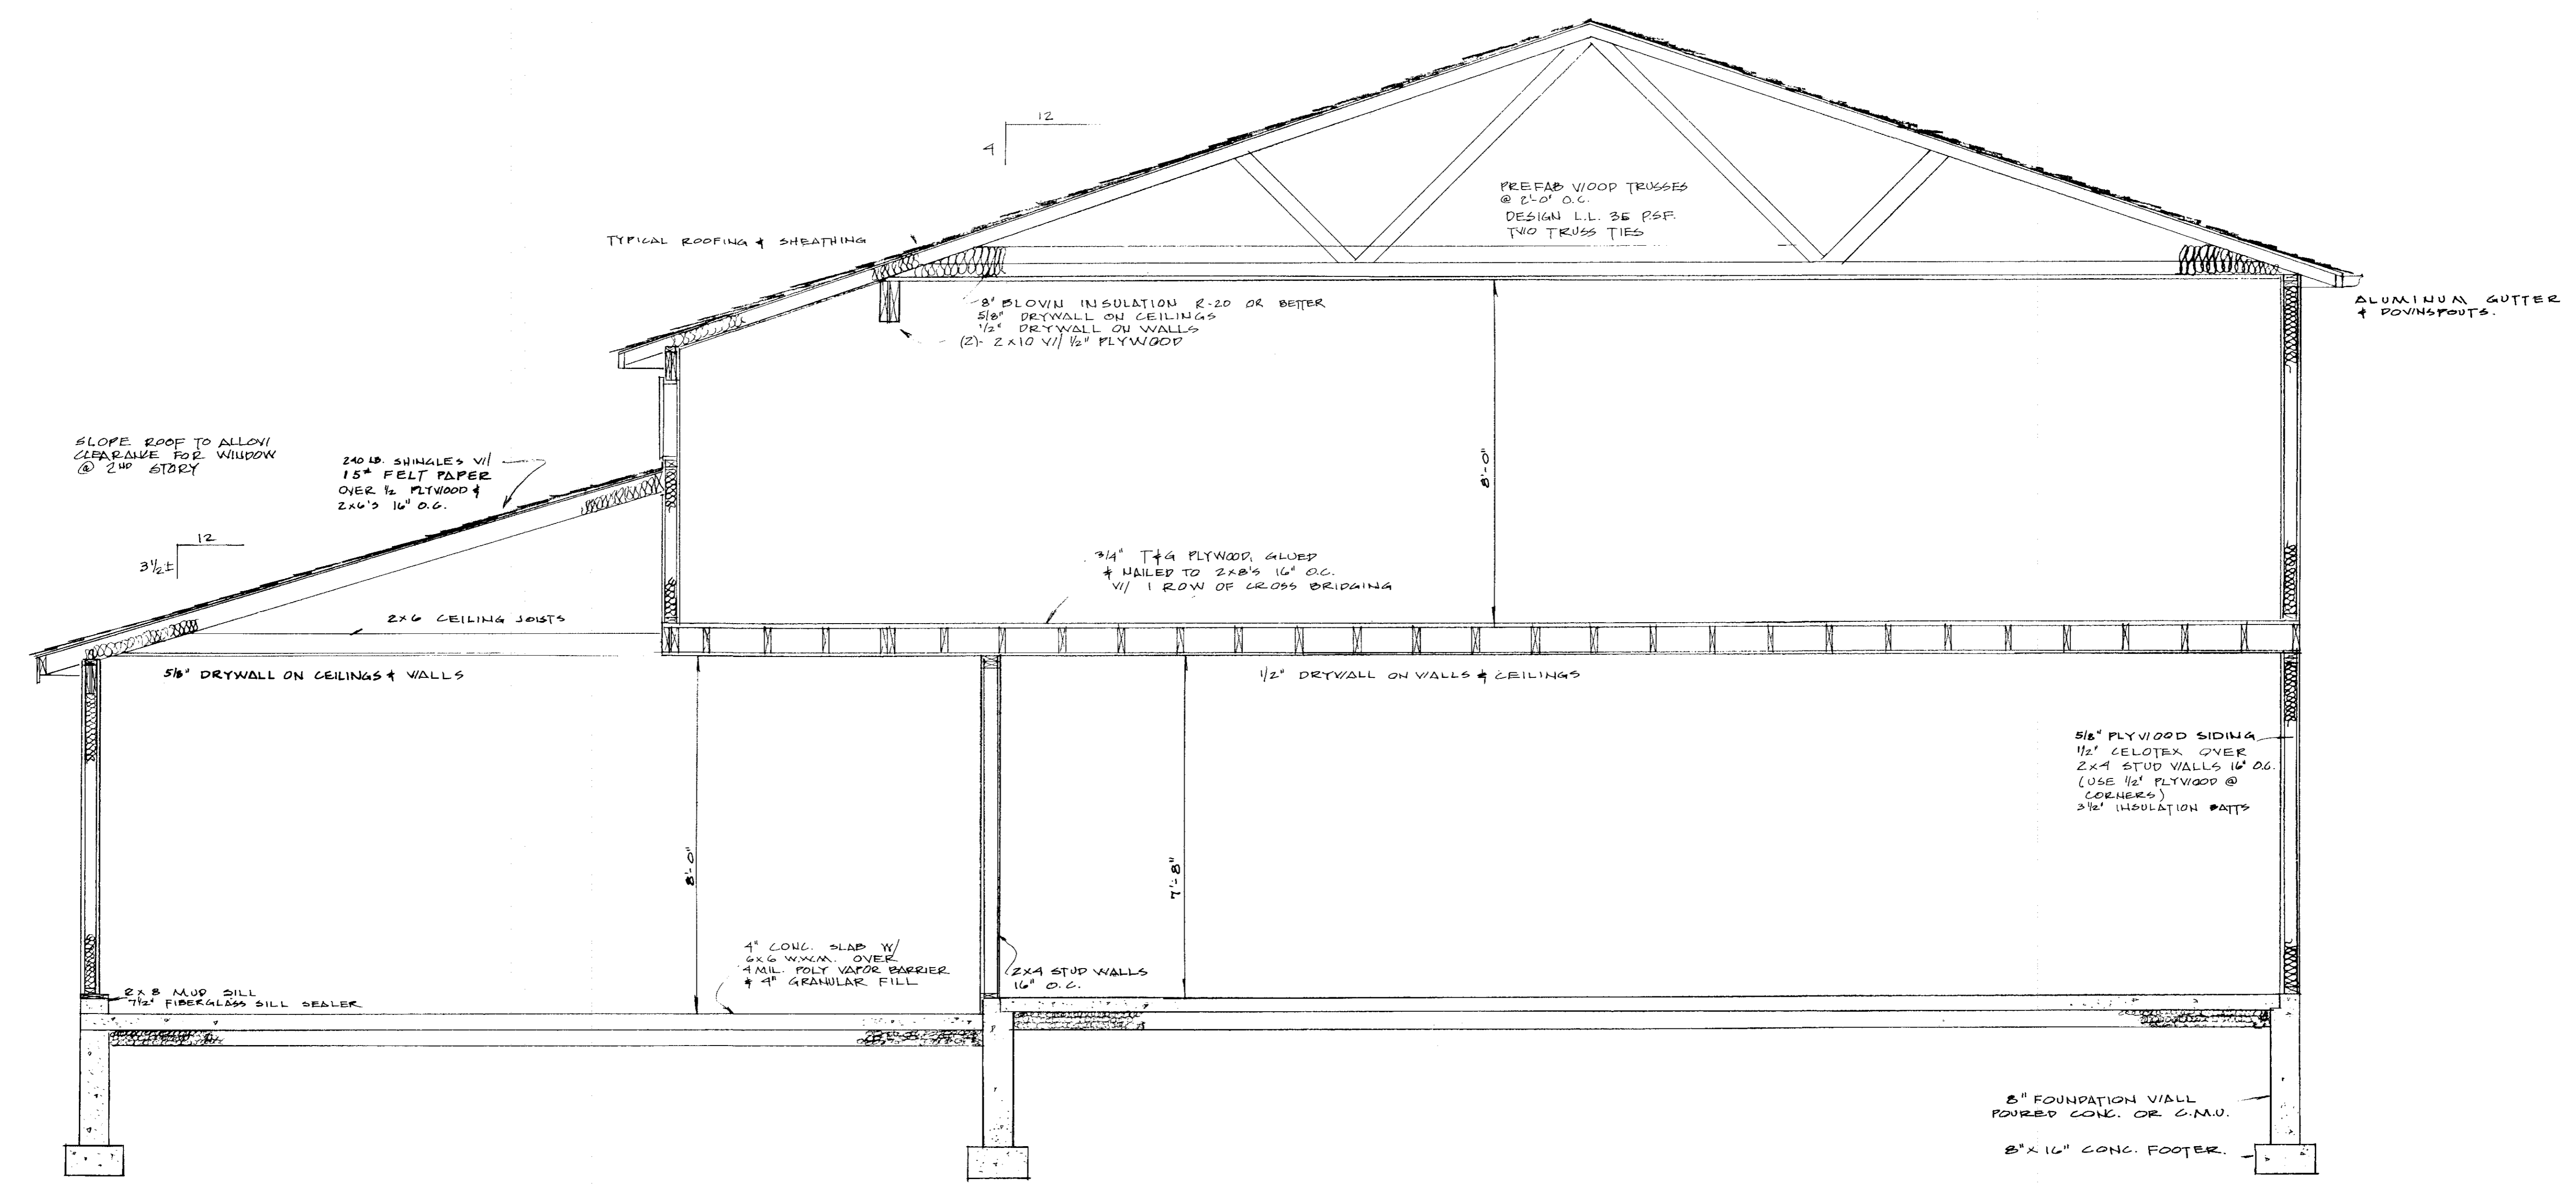 12
4
PREFAB WOOD TRUSSES
@ 2'-0" O.C.
DESIGN L.L. 35 P.S.F.
TWO TRUSS TIES
TYPICAL ROOFING & SHEATHING
8" BLOWN INSULATION R-20 OR BETTER
5/8" DRYWALL ON CEILINGS
1/2" DRYWALL ON WALLS
(2)- 2x10 W/ 1/2" PLYWOOD
ALUMINUM GUTTER
& DOWNSPOUTS.
SLOPE ROOF TO ALLOW
CLEARANCE FOR WINDOW
@ 2ND STORY
240 LB. SHINGLES W/
15# FELT PAPER
OVER 1/2 PLYWOOD &
2x6'S 16" O.C.
8'-0"
12
3 1/2±
3/4" T&G PLYWOOD, GLUED
& NAILED TO 2x8'S 16" O.C.
W/ 1 ROW OF CROSS BRIDGING
2x6 CEILING JOISTS
5/8" DRYWALL ON CEILINGS & WALLS
1/2" DRYWALL ON WALLS & CEILINGS
5/8" PLYWOOD SIDING
1/2" CELOTEX OVER
2x4 STUD WALLS 16" O.C.
(USE 1/2" PLYWOOD @
CORNERS)
3 1/2" INSULATION BATTS
8'-0"
7'-8"
4" CONC. SLAB W/
6x6 W.W.M. OVER
4 MIL. POLY VAPOR BARRIER
& 4" GRANULAR FILL
2x4 STUD WALLS
16" O.C.
2x8 MUD SILL
7 1/2" FIBERGLASS SILL SEALER
8" FOUNDATION WALL
POURED CONC. OR C.M.U.
8"x16" CONC. FOOTER.